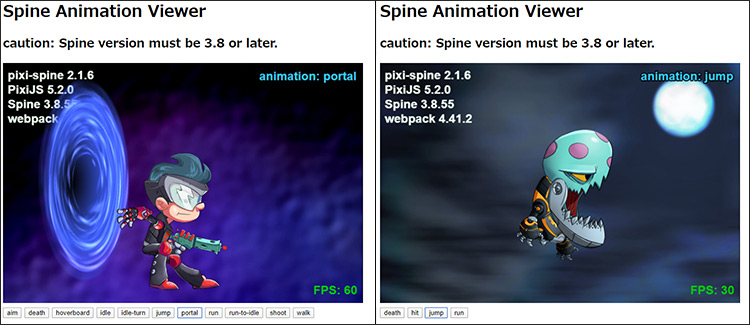 Spine Animation Viewer
caution: Spine version must be 3.8 or later.
pixi-spine 2.1.6
PixiJS 5.2.0
Spine 3.8.55
webpack
animation: portal
FPS: 60
aim death hoverboard idle idle-turn jump portal run run-to-idle shoot walk
Spine Animation Viewer
caution: Spine version must be 3.8 or later.
pixi-spine 2.1.6
PixiJS 5.2.0
Spine 3.8.55
webpack 4.41.2
animation: jump
FPS: 30
death hit jump run